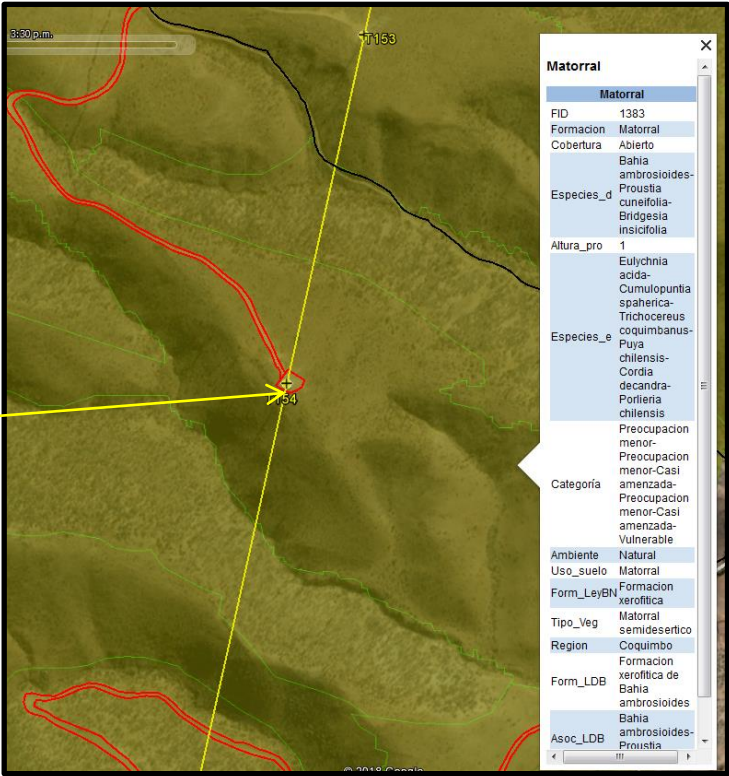 3:30 p.m.
T153
T154
Matorral
Matorral
FID 1383
Formacion Matorral
Cobertura Abierto
Especies_d Bahia
ambrosioides-
Proustia
cuneifolia-
Bridgesia
insicifolia
Altura_pro 1
Especies_e Eulychnia
acida-
Cumulopuntia
spaherica-
Trichocereus
coquimbanus-
Puya
chilensis-
Cordia
decandra-
Porlieria
chilensis
Categoría Preocupacion
menor-
Preocupacion
menor-Casi
amenzada-
Preocupacion
menor-Casi
amenzada-
Vulnerable
Ambiente Natural
Uso_suelo Matorral
Form_LeyBN Formacion
xerofitica
Tipo_Veg Matorral
semidesertico
Region Coquimbo
Form_LDB Formacion
xerofitica de
Bahia
ambrosioides
Asoc_LDB Bahia
ambrosioides-
Proustia
© 2018 Google